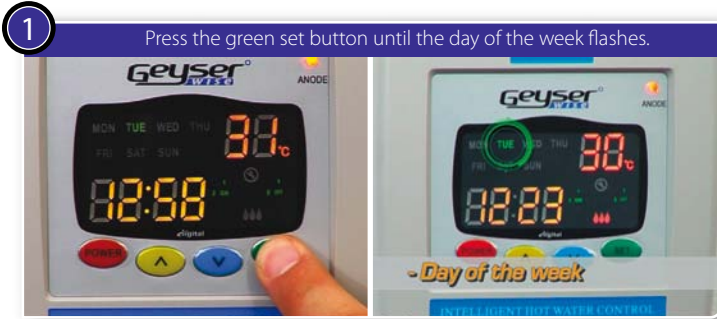 1
Press the green set button until the day of the week flashes.
Geyser
WISE
ANODE
MON TUE WED THU
31°C
FRI SAT SUN
12:58
digital
POWER
Geyser
WISE
ANODE
MON TUE WED THU
30°C
FRI SAT SUN
12:23
digital
POWER
SET
- Day of the week
INTELLIGENT HOT WATER CONTROL